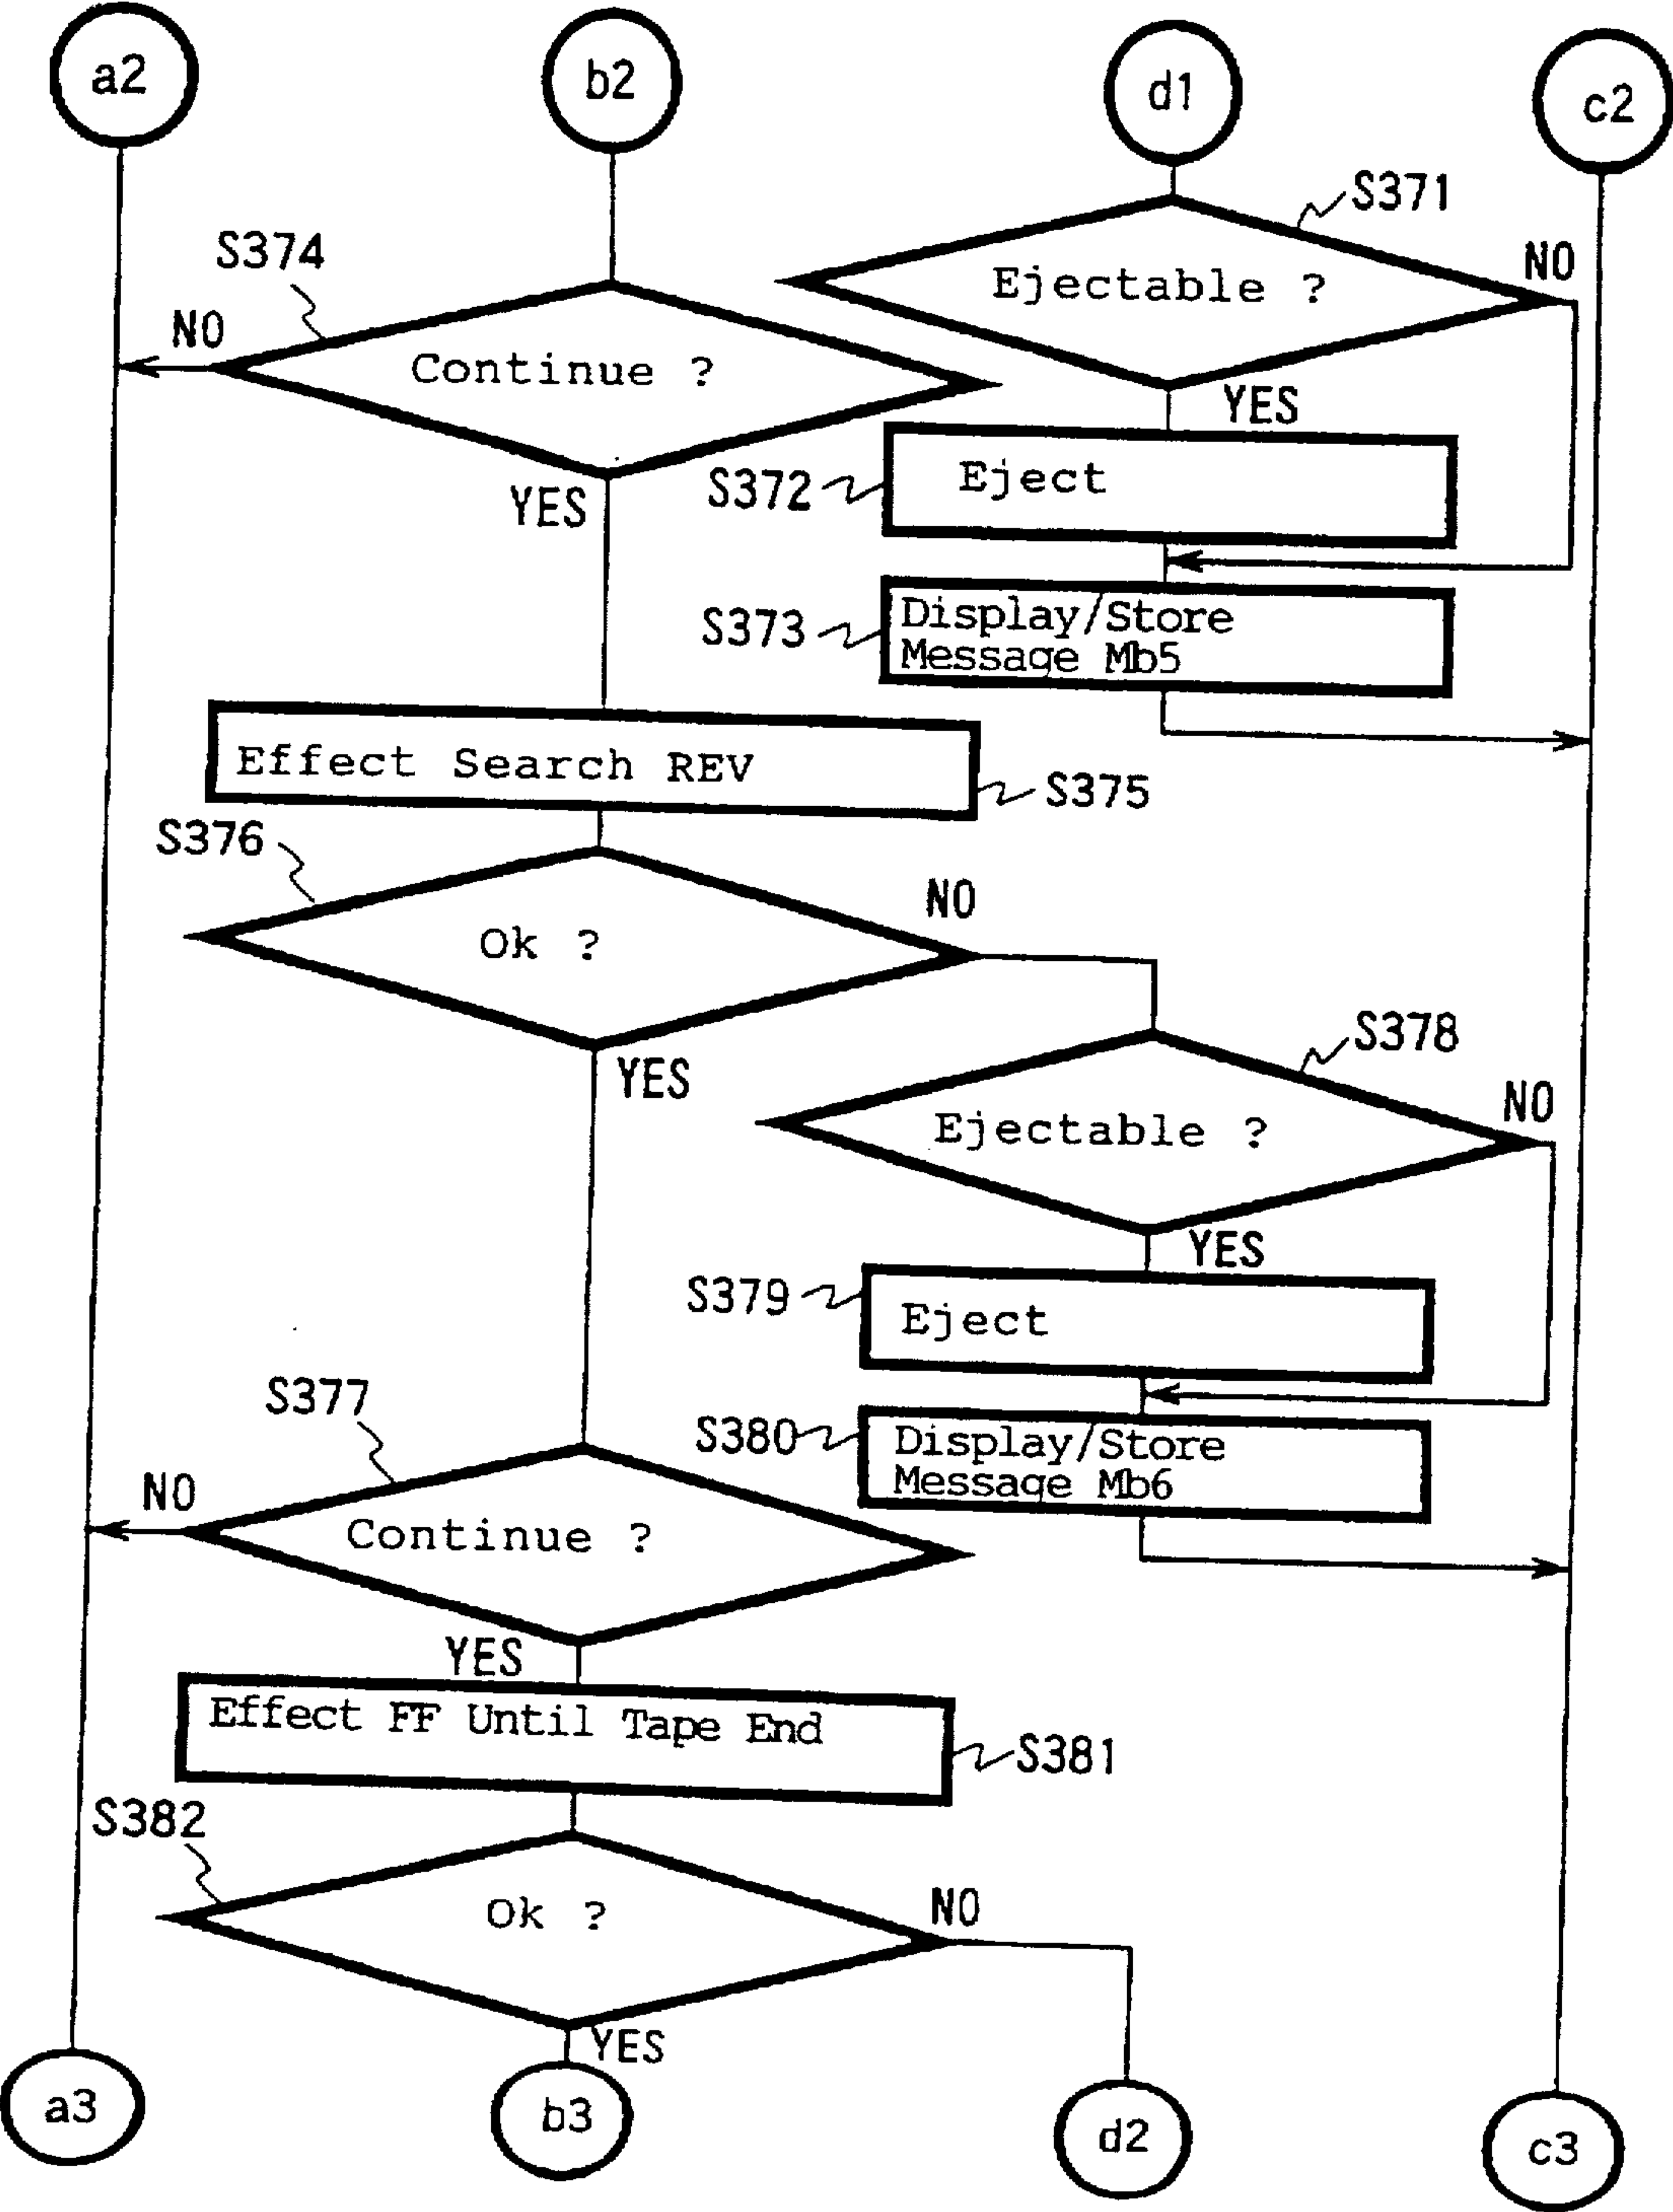 a2
b2
d1
c2
S371
Ejectable ?
NO
YES
S374
NO
Continue ?
YES
S372
Eject
S373
Display/Store
Message Mb5
Effect Search REV
S375
S376
Ok ?
NO
YES
S378
Ejectable ?
NO
YES
S379
Eject
S380
Display/Store
Message Mb6
S377
NO
Continue ?
YES
Effect FF Until Tape End
S381
S382
Ok ?
NO
YES
a3
b3
d2
c3